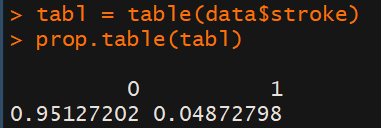 > tabl = table(data$stroke)
> prop.table(tabl)
0 1
0.95127202 0.04872798